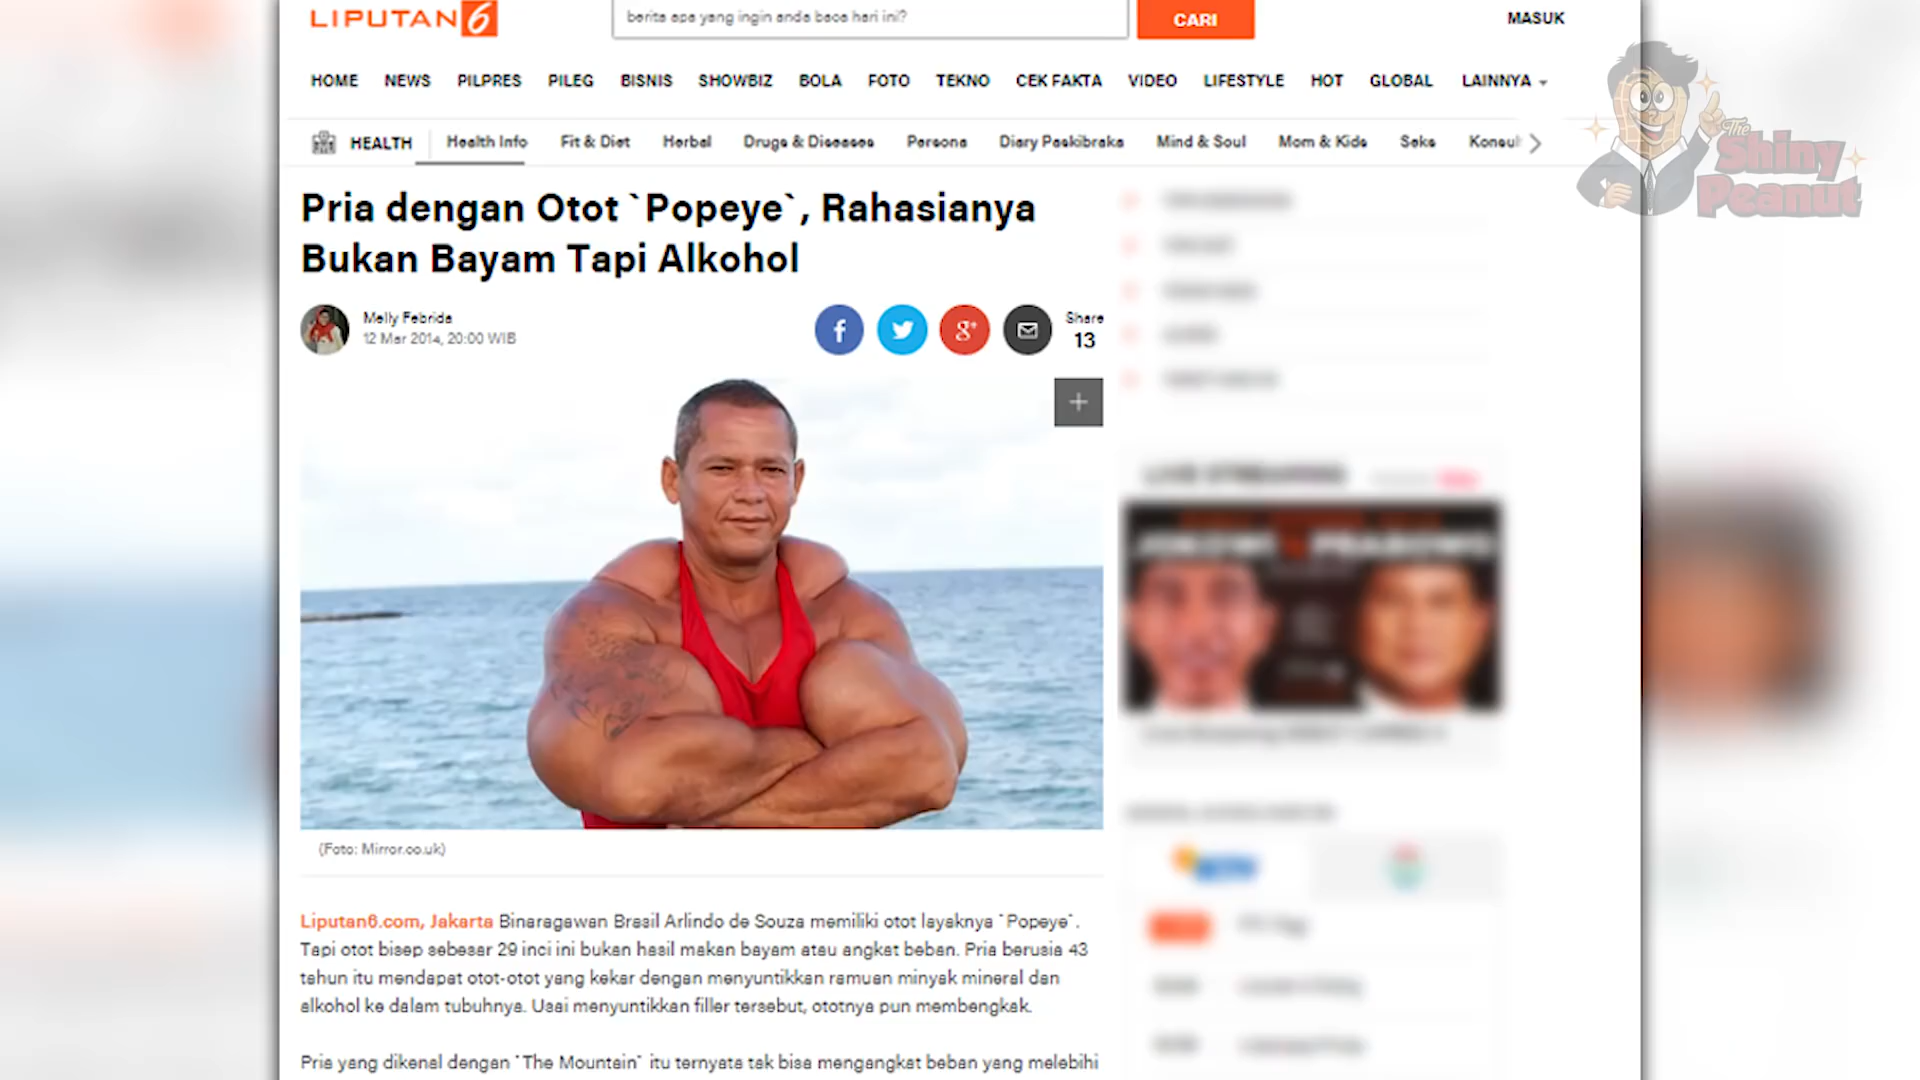 LIPUTAN 6
berita apa yang ingin anda baca hari ini?
CARI
MASUK
HOME NEWS PILPRES PILEG BISNIS SHOWBIZ BOLA FOTO TEKNO CEK FAKTA VIDEO LIFESTYLE HOT GLOBAL LAINNYA
The Shiny Peanut
HEALTH Health Info Fit & Diet Herbal Drugs & Diseases Persona Diary Paskibraka Mind & Soul Mom & Kids Seks Konsul
Pria dengan Otot `Popeye`, Rahasianya
Bukan Bayam Tapi Alkohol
Melly Febrida
12 Mar 2014, 20:00 WIB
Share
13
(Foto: Mirror.co.uk)
LIVE STREAMING
JOKOWI PRABOWO
Liputan6.com, Jakarta Binaragawan Brasil Arlindo de Souza memiliki otot layaknya `Popeye`.
Tapi otot bisep sebesar 29 inci ini bukan hasil makan bayam atau angkat beban. Pria berusia 43
tahun itu mendapat otot-otot yang kekar dengan menyuntikkan ramuan minyak mineral dan
alkohol ke dalam tubuhnya. Usai menyuntikkan filler tersebut, ototnya pun membengkak.
Pria yang dikenal dengan `The Mountain` itu ternyata tak bisa mengangkat beban yang melebihi